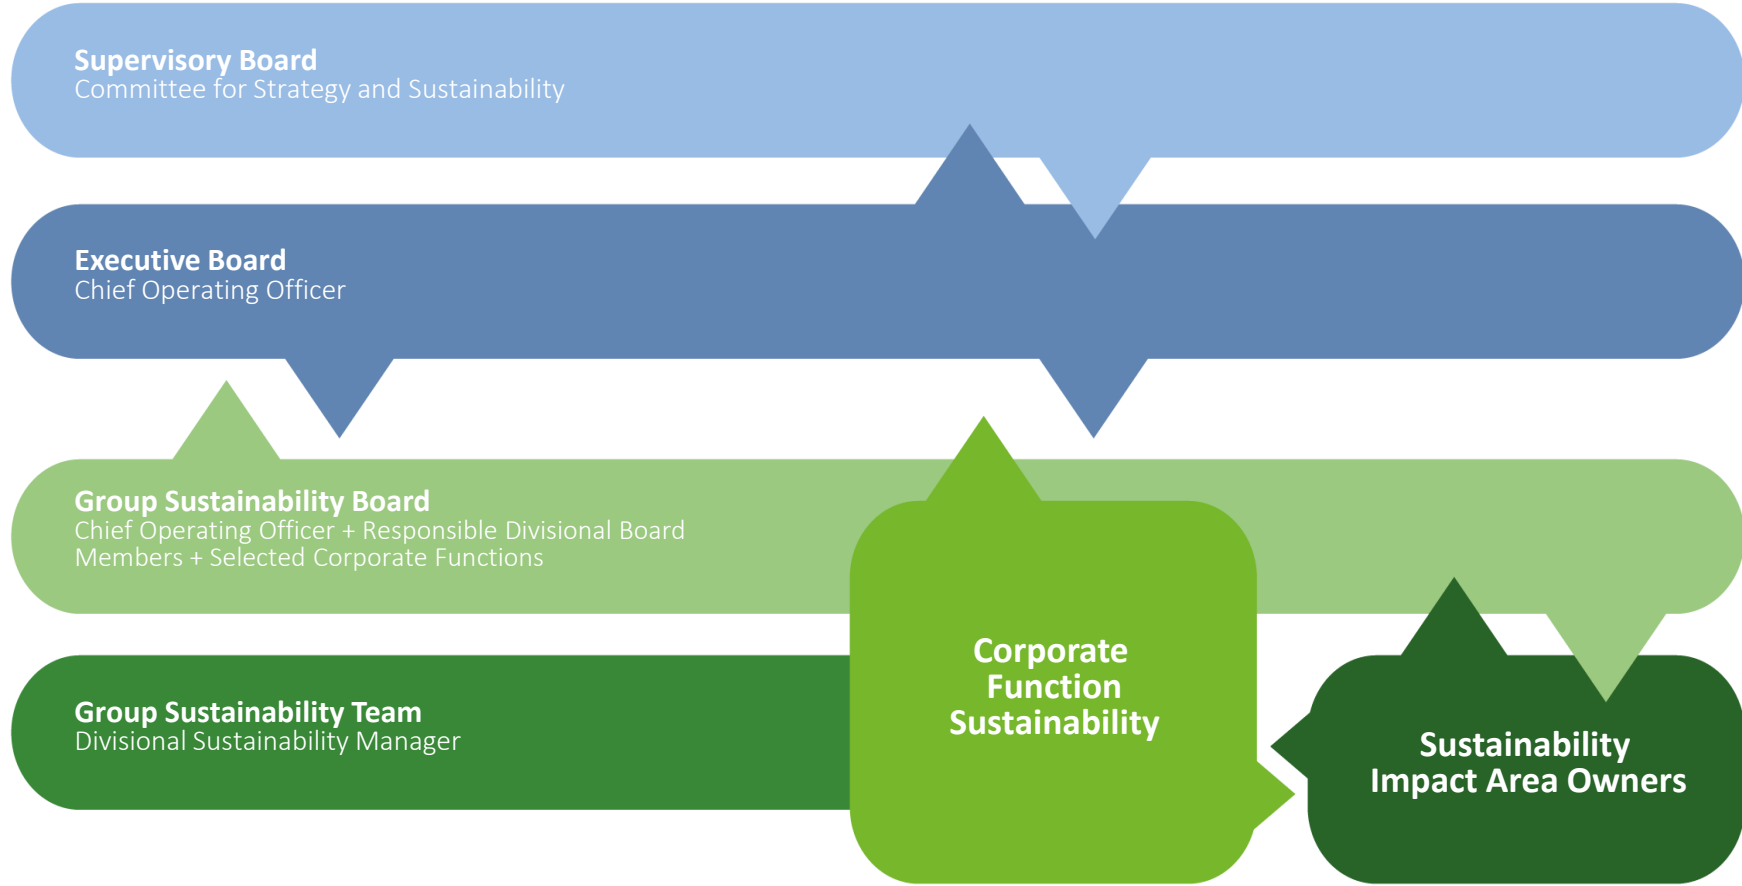 Supervisory Board
Committee for Strategy and Sustainability
Executive Board
Chief Operating Officer
Group Sustainability Board
Chief Operating Officer + Responsible Divisional Board
Members + Selected Corporate Functions
Group Sustainability Team
Divisional Sustainability Manager
Corporate
Function
Sustainability
Sustainability
Impact Area Owners